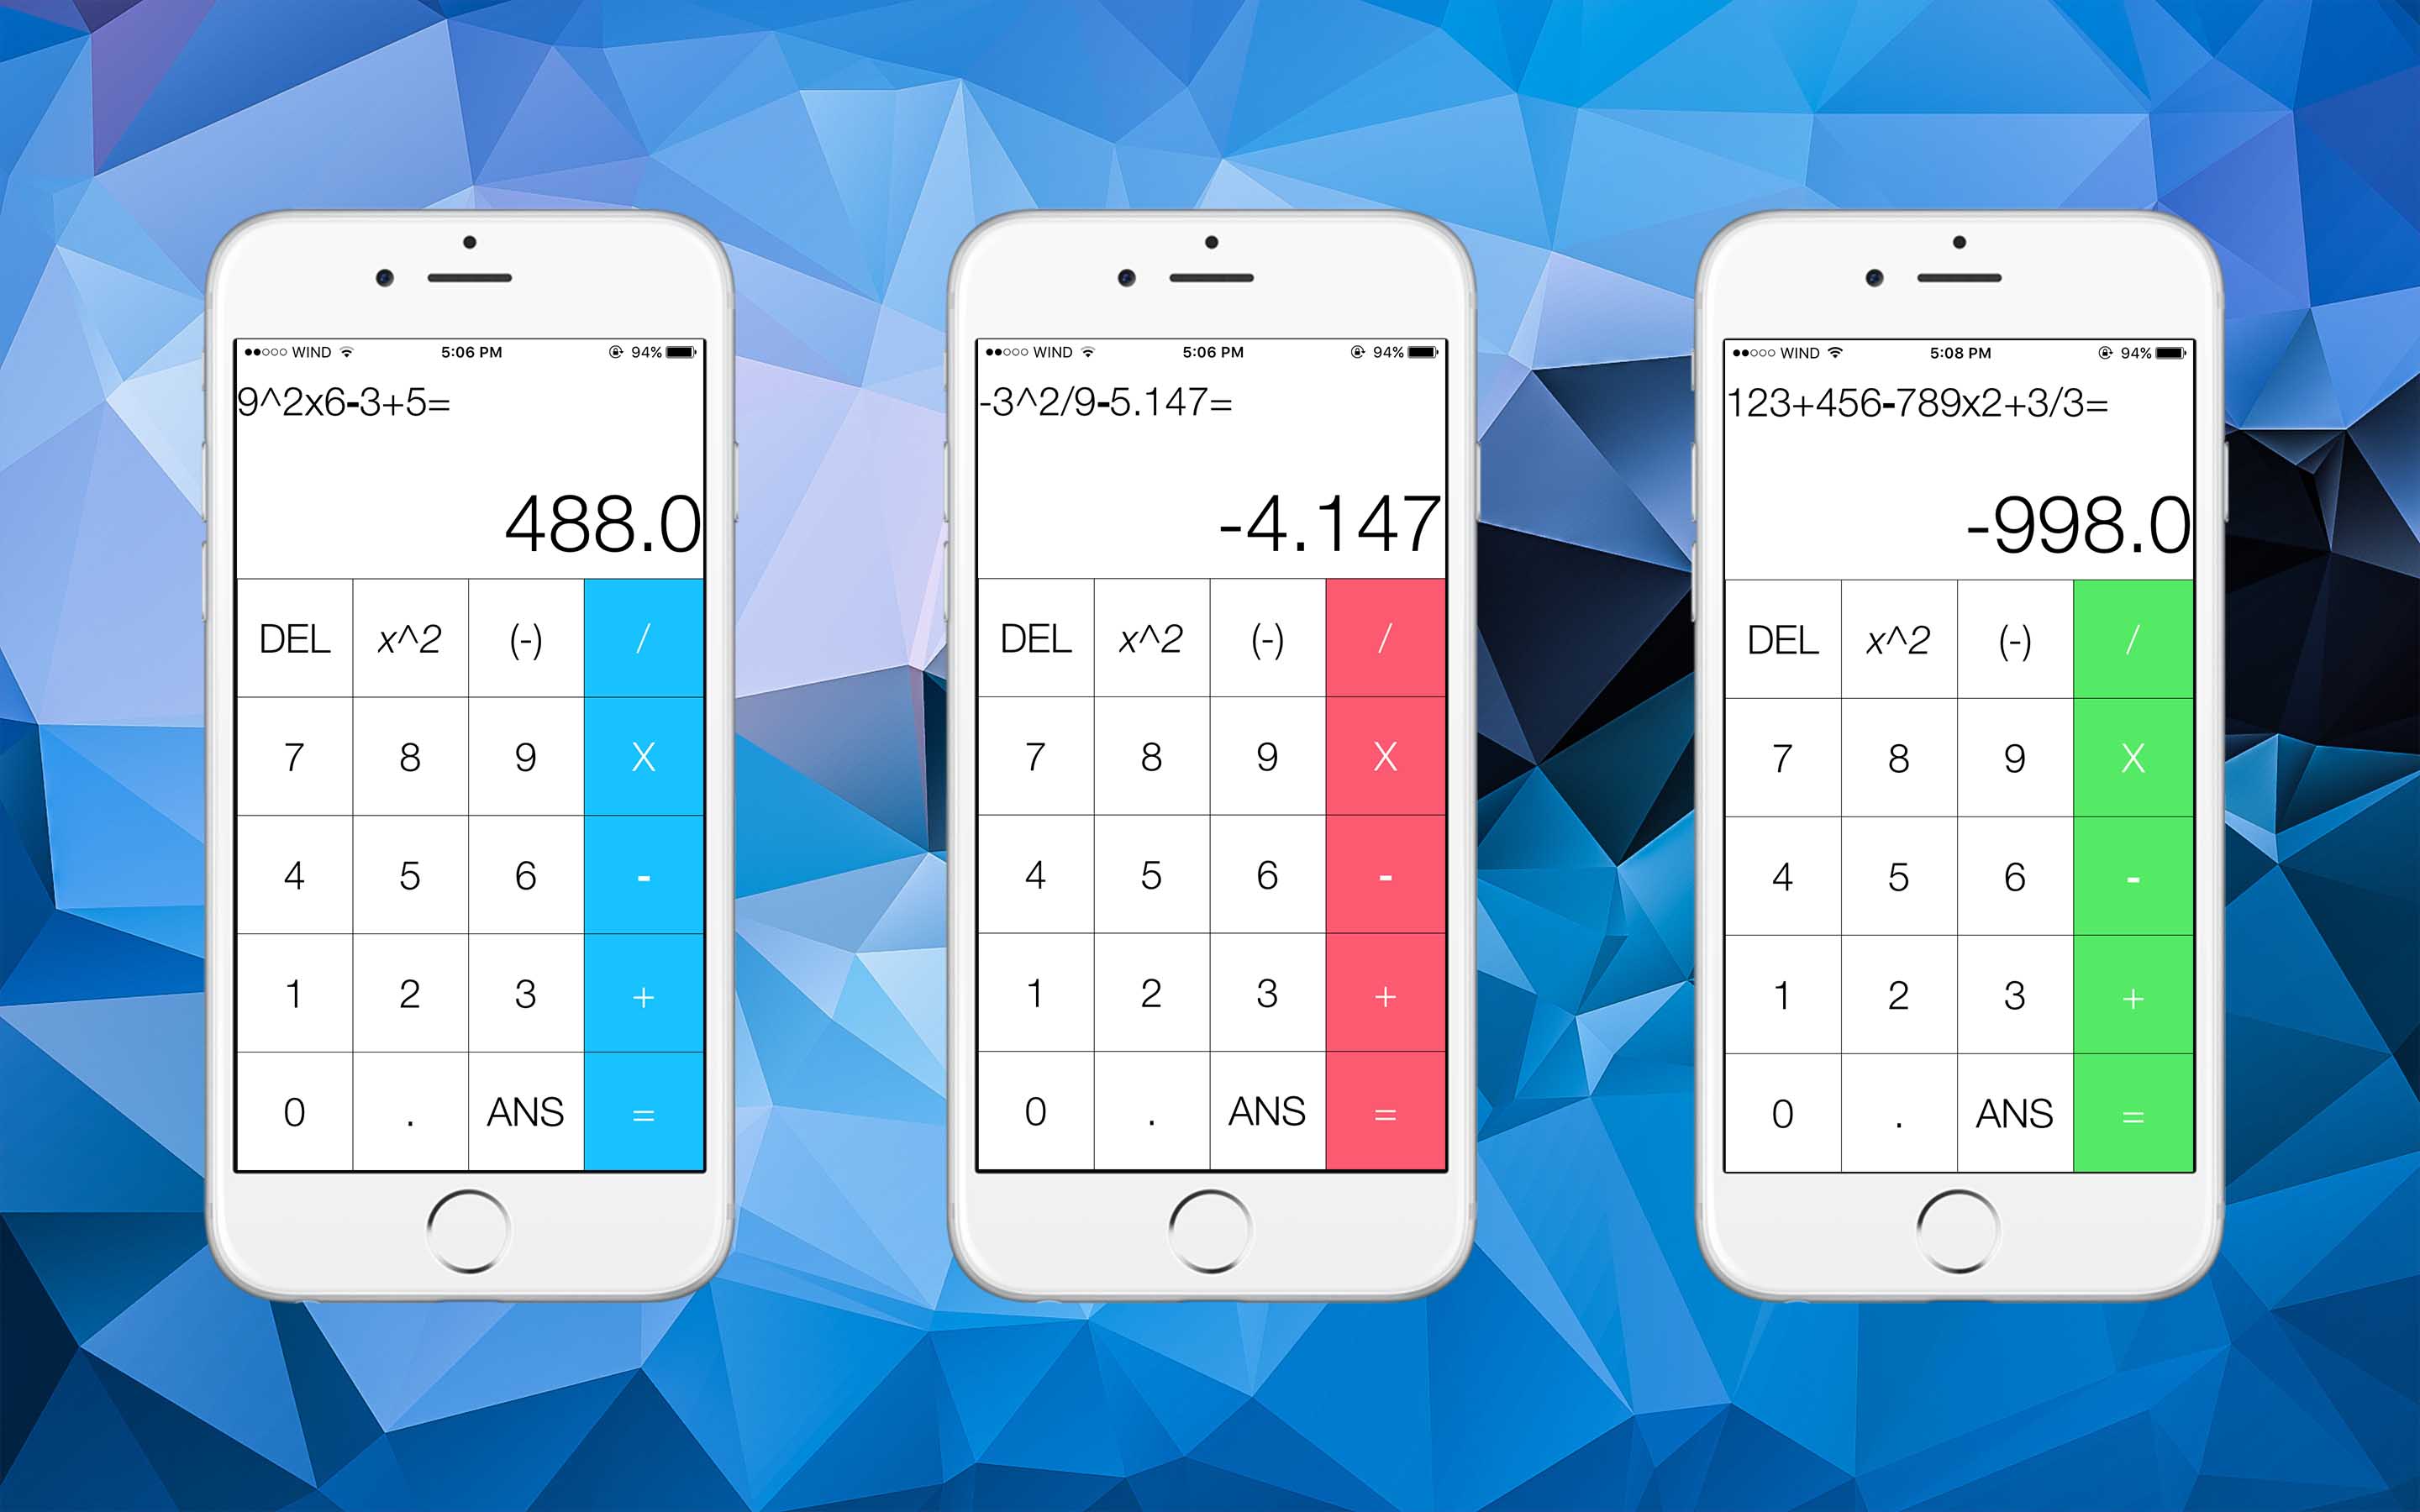 WIND 5:06 PM 94%
9^2x6-3+5=
488.0
DEL x^2 (-) /
7 8 9 X
4 5 6 -
1 2 3 +
0 . ANS =
WIND 5:06 PM 94%
-3^2/9-5.147=
-4.147
DEL x^2 (-) /
7 8 9 X
4 5 6 -
1 2 3 +
0 . ANS =
WIND 5:08 PM 94%
123+456-789x2+3/3=
-998.0
DEL x^2 (-) /
7 8 9 X
4 5 6 -
1 2 3 +
0 . ANS =